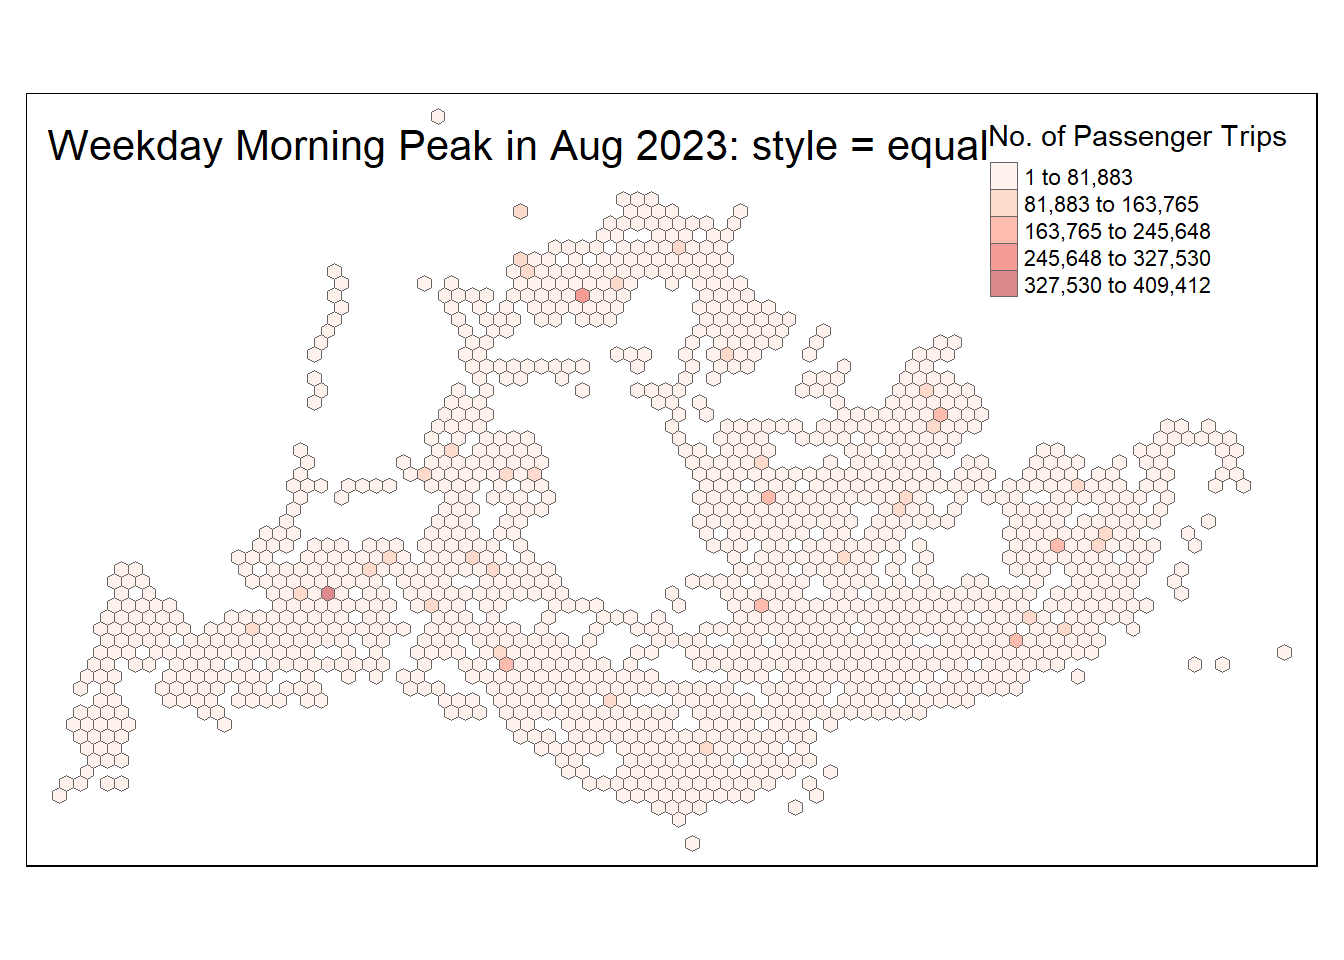 Weekday Morning Peak in Aug 2023: style = equal
No. of Passenger Trips
1 to 81,883
81,883 to 163,765
163,765 to 245,648
245,648 to 327,530
327,530 to 409,412